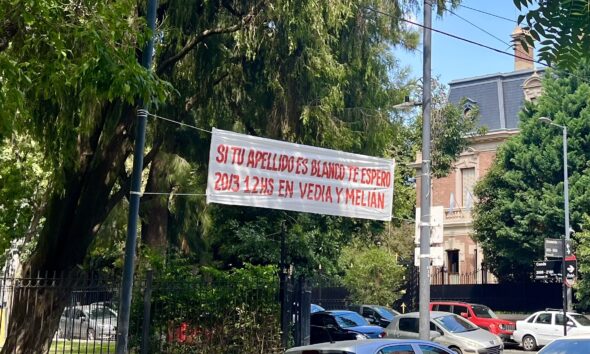 SI TU APELLIDO ES BLANCO TE ESPERO
20/3 12HS EN VEDIA Y MELIAN